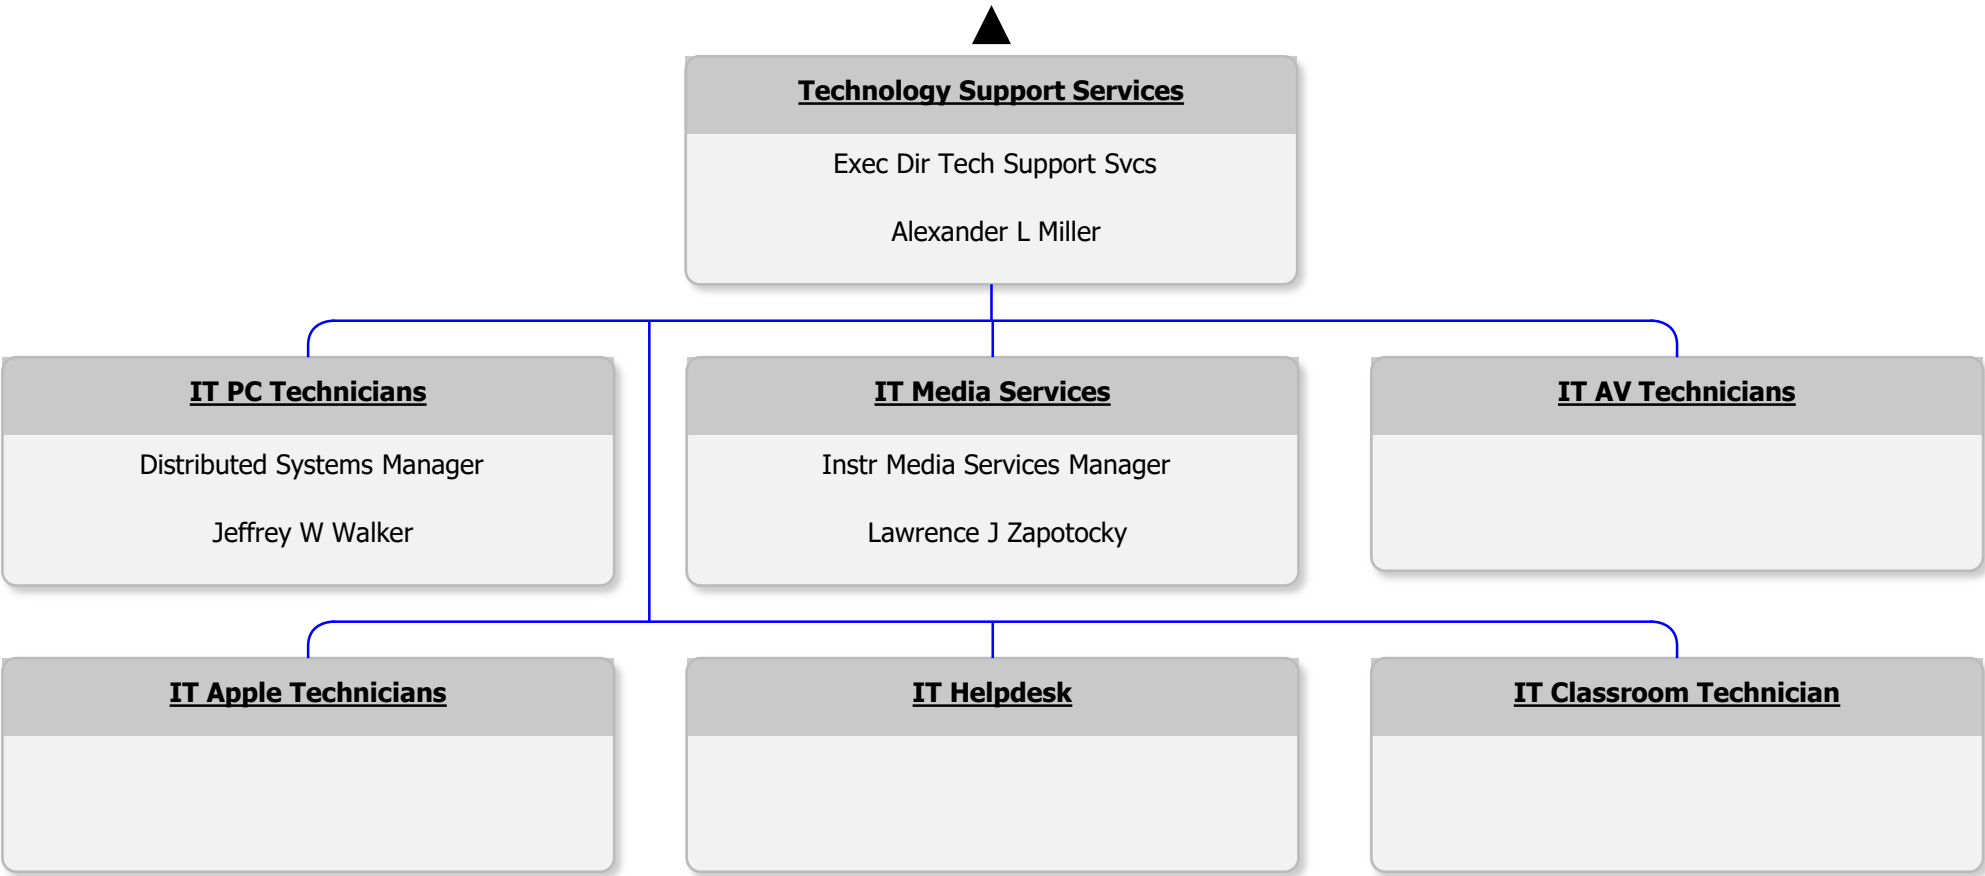 Technology Support Services
Exec Dir Tech Support Svcs
Alexander L Miller
IT PC Technicians
Distributed Systems Manager
Jeffrey W Walker
IT Media Services
Instr Media Services Manager
Lawrence J Zapotocky
IT AV Technicians
IT Apple Technicians
IT Helpdesk
IT Classroom Technician